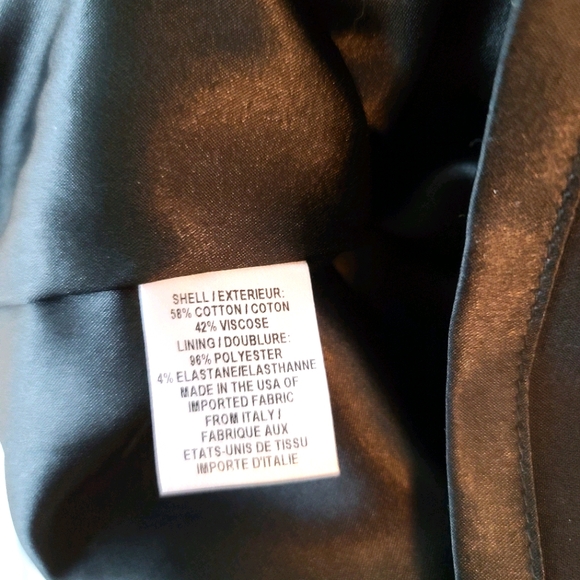 SHELL / EXTERIEUR:
58% COTTON / COTON
42% VISCOSE
LINING / DOUBLURE:
96% POLYESTER
4% ELASTANE/ELASTHANNE
MADE IN THE USA OF
IMPORTED FABRIC
FROM ITALY /
FABRIQUE AUX
ETATS-UNIS DE TISSU
IMPORTE D'ITALIE